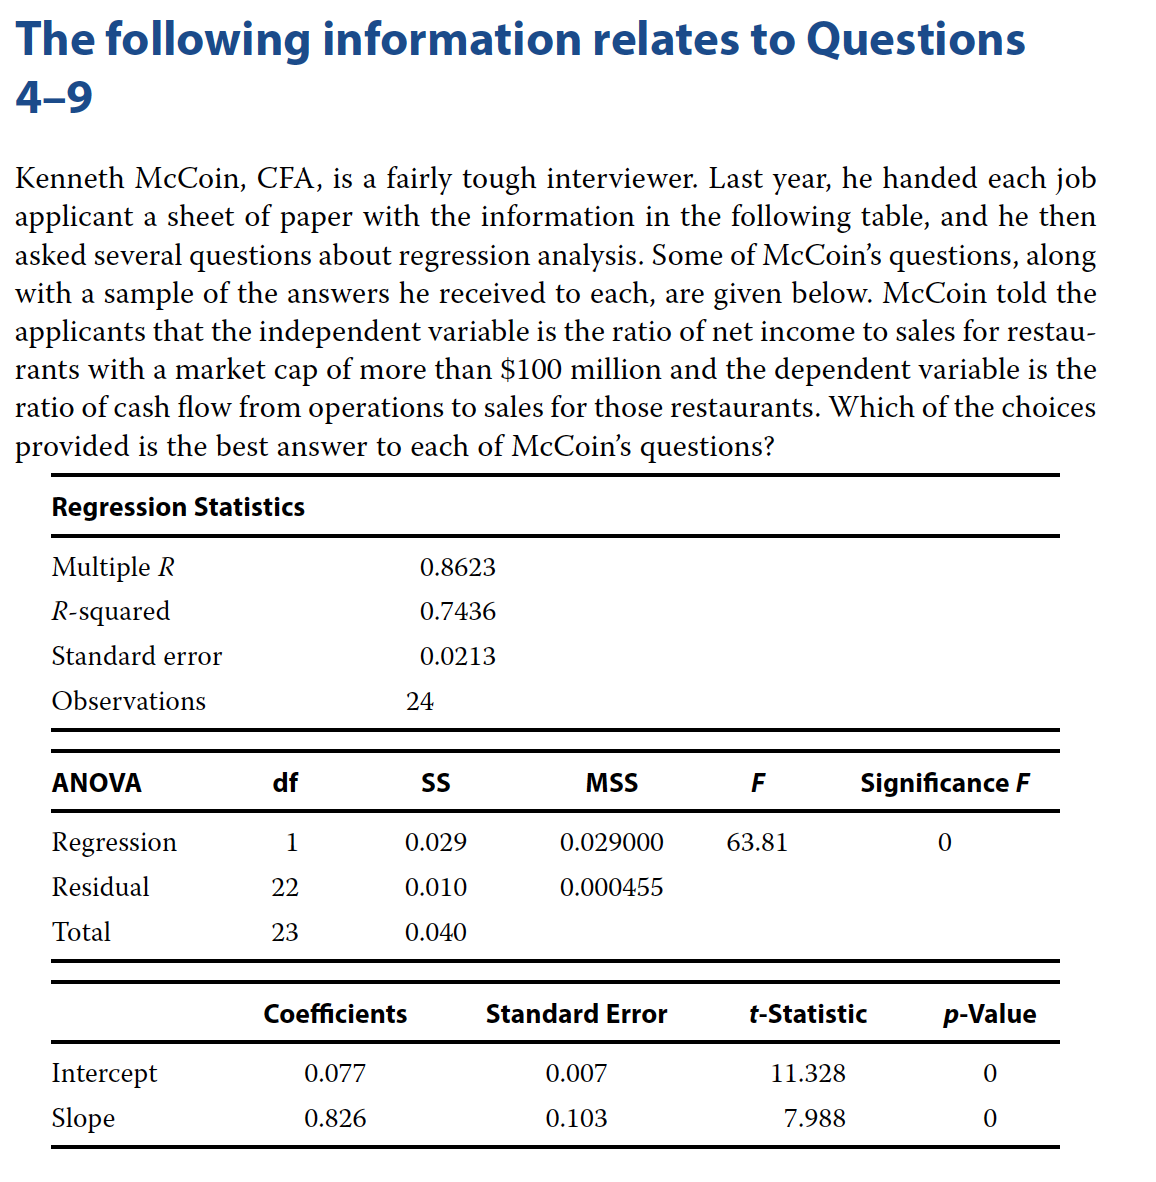 The following information relates to Questions
4–9
Kenneth McCoin, CFA, is a fairly tough interviewer. Last year, he handed each job
applicant a sheet of paper with the information in the following table, and he then
asked several questions about regression analysis. Some of McCoin’s questions, along
with a sample of the answers he received to each, are given below. McCoin told the
applicants that the independent variable is the ratio of net income to sales for restau-
rants with a market cap of more than $100 million and the dependent variable is the
ratio of cash flow from operations to sales for those restaurants. Which of the choices
provided is the best answer to each of McCoin’s questions?
Regression Statistics
Multiple R 0.8623
R-squared 0.7436
Standard error 0.0213
Observations 24
ANOVA df SS MSS F Significance F
Regression 1 0.029 0.029000 63.81 0
Residual 22 0.010 0.000455
Total 23 0.040
Coefficients Standard Error t-Statistic p-Value
Intercept 0.077 0.007 11.328 0
Slope 0.826 0.103 7.988 0